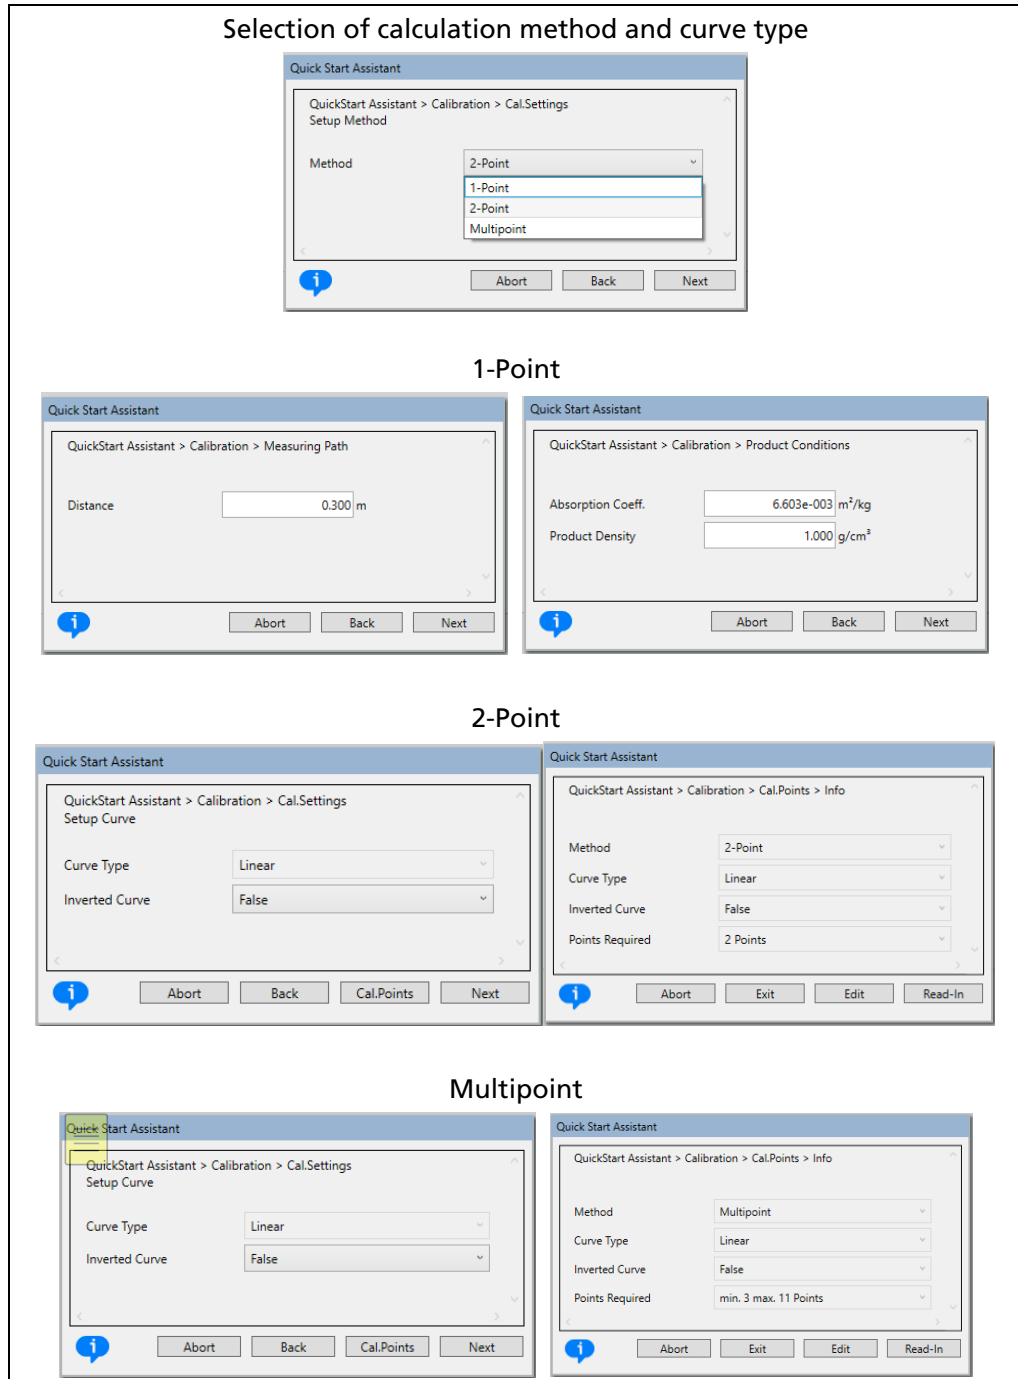 Selection of calculation method and curve type
Quick Start Assistant
QuickStart Assistant > Calibration > Cal.Settings
Setup Method
Method 2-Point
1-Point
2-Point
Multipoint
Abort Back Next
1-Point
Quick Start Assistant
QuickStart Assistant > Calibration > Measuring Path
Distance 0.300 m
Abort Back Next
Quick Start Assistant
QuickStart Assistant > Calibration > Product Conditions
Absorption Coeff. 6.603e-003 m²/kg
Product Density 1.000 g/cm³
Abort Back Next
2-Point
Quick Start Assistant
QuickStart Assistant > Calibration > Cal.Settings
Setup Curve
Curve Type Linear
Inverted Curve False
Abort Back Cal.Points Next
Quick Start Assistant
QuickStart Assistant > Calibration > Cal.Points > Info
Method 2-Point
Curve Type Linear
Inverted Curve False
Points Required 2 Points
Abort Exit Edit Read-In
Multipoint
Quick Start Assistant
QuickStart Assistant > Calibration > Cal.Settings
Setup Curve
Curve Type Linear
Inverted Curve False
Abort Back Cal.Points Next
Quick Start Assistant
QuickStart Assistant > Calibration > Cal.Points > Info
Method Multipoint
Curve Type Linear
Inverted Curve False
Points Required min. 3 max. 11 Points
Abort Exit Edit Read-In